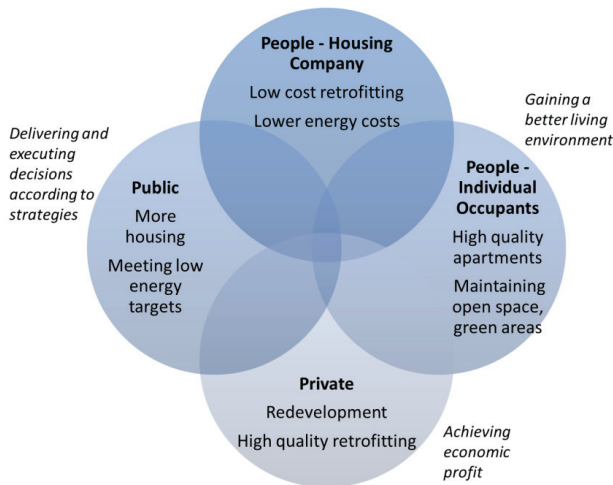 People - Housing
Company
Low cost retrofitting
Lower energy costs
Gaining a
better living
environment
Delivering and
executing
decisions
according to
strategies
Public
More
housing
Meeting low
energy
targets
People -
Individual
Occupants
High quality
apartments
Maintaining
open space,
green areas
Private
Redevelopment
High quality retrofitting
Achieving
economic
profit